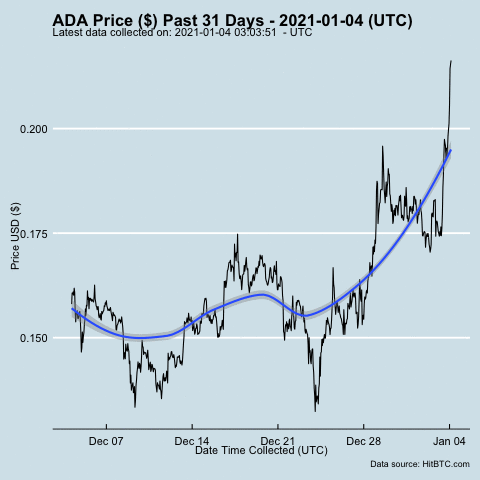 ADA Price ($) Past 31 Days - 2021-01-04 (UTC)
Latest data collected on: 2021-01-04 03:03:51  - UTC
0.200
0.175
0.150
Price USD ($)
Dec 07
Dec 14
Dec 21
Dec 28
Jan 04
Date Time Collected (UTC)
Data source: HitBTC.com